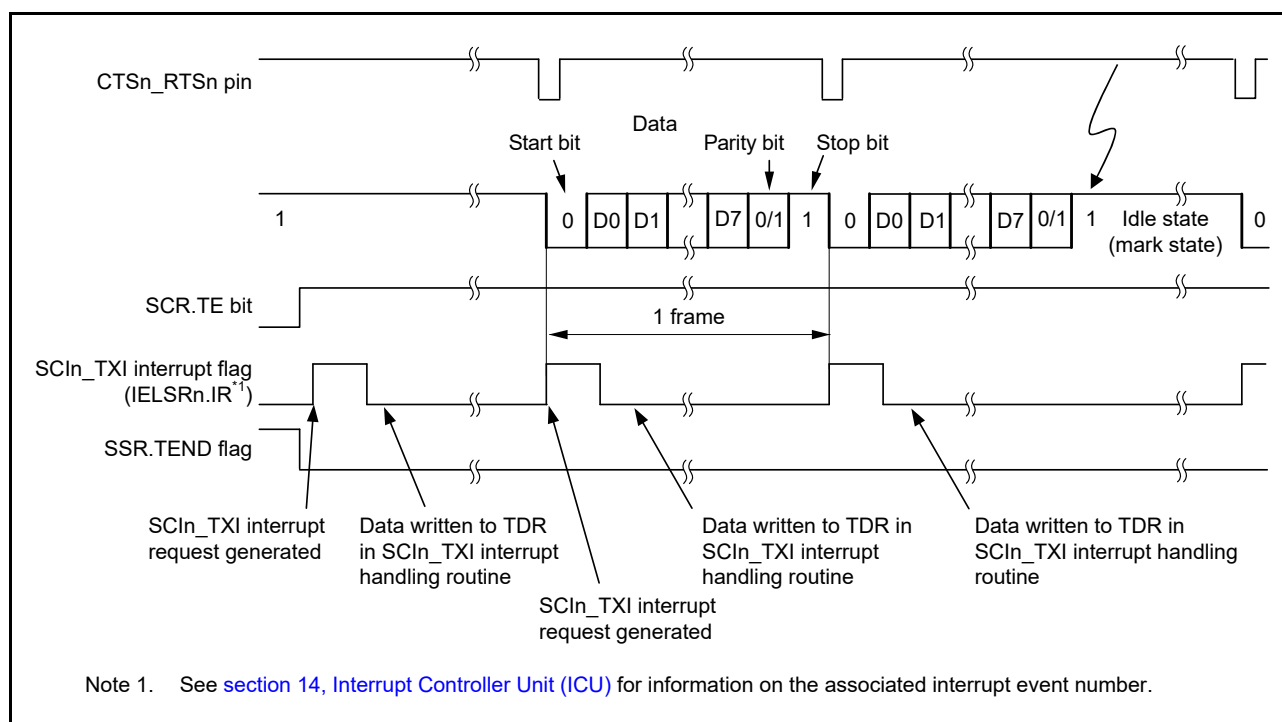 CTSn_RTSn pin
Data
Start bit
Parity bit
Stop bit
1
0
D0
D1
D7
0/1
1
0
D0
D1
D7
0/1
1
Idle state
(mark state)
0
SCR.TE bit
1 frame
SCIn_TXI interrupt flag
(IELSRn.IR*1)
SSR.TEND flag
SCIn_TXI interrupt
request generated
Data written to TDR
in SCIn_TXI interrupt
handling routine
SCIn_TXI interrupt
request generated
Data written to TDR in
SCIn_TXI interrupt
handling routine
Data written to TDR in
SCIn_TXI interrupt handling
routine
Note 1. See section 14, Interrupt Controller Unit (ICU) for information on the associated interrupt event number.